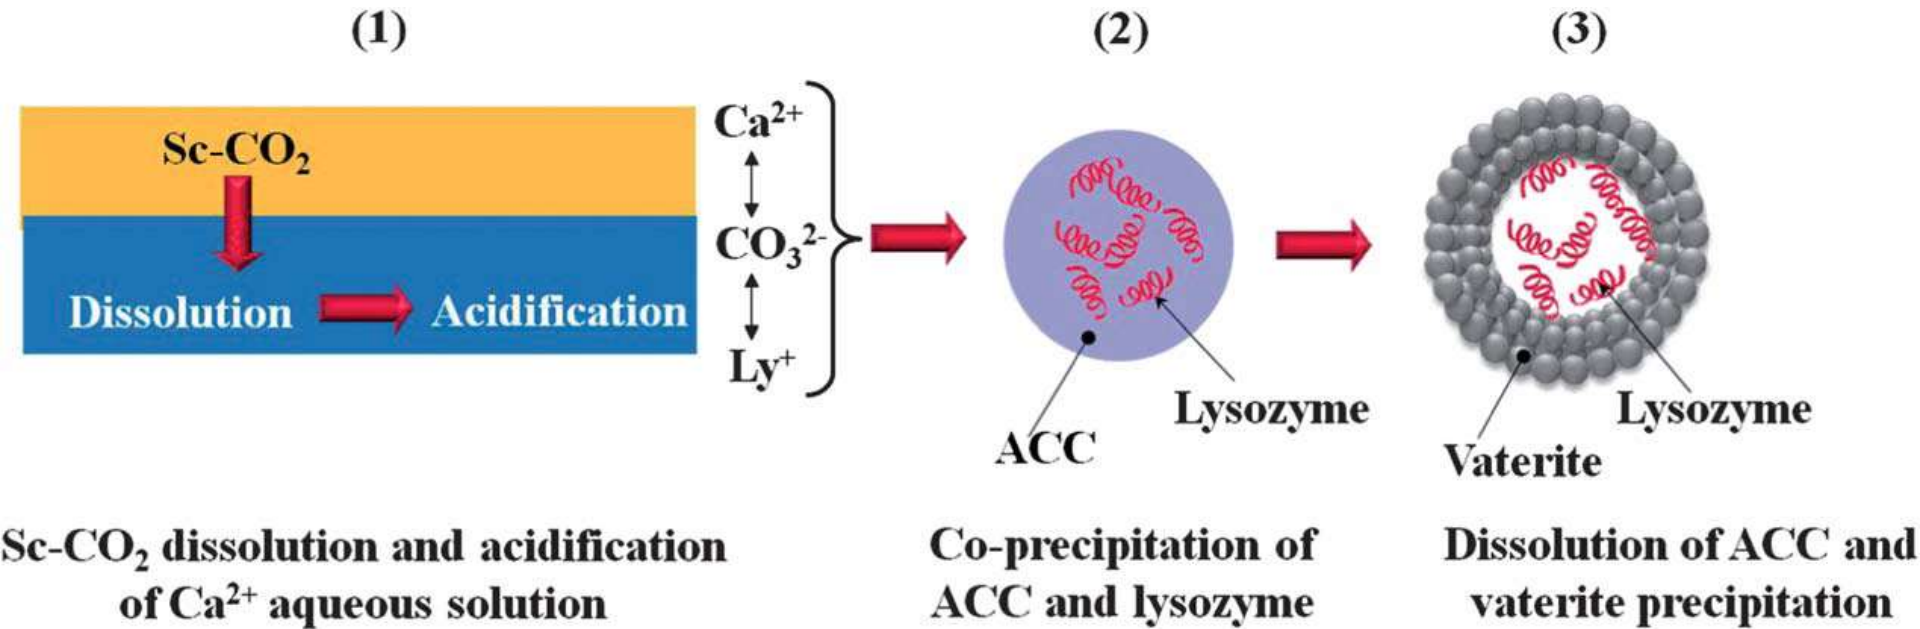 (1)
(2)
(3)
Sc-CO₂
Dissolution
Acidification
Ca²⁺
CO₃²⁻
Ly⁺
ACC
Lysozyme
Vaterite
Lysozyme
Sc-CO₂ dissolution and acidification
of Ca²⁺ aqueous solution
Co-precipitation of
ACC and lysozyme
Dissolution of ACC and
vaterite precipitation